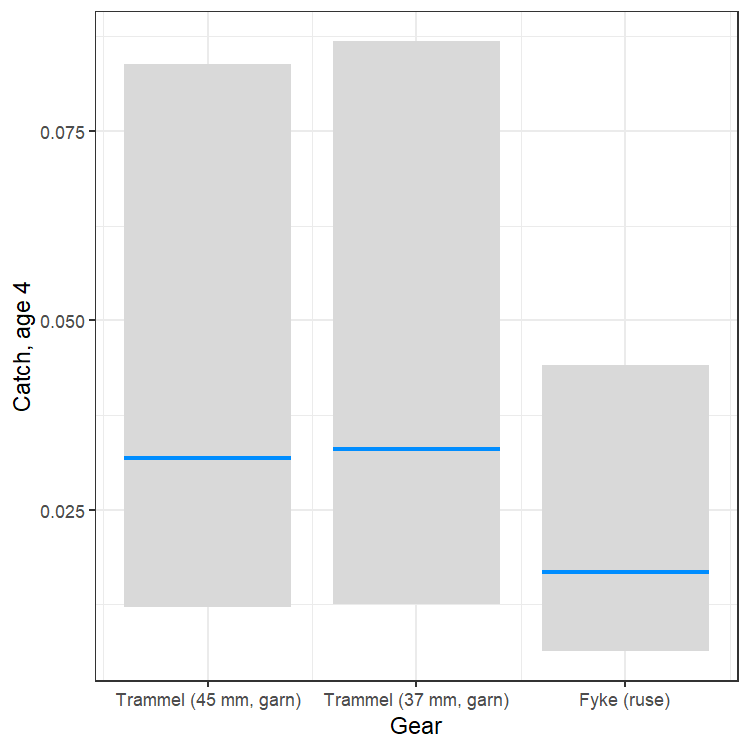 Catch, age 4
0.075
0.050
0.025
Trammel (45 mm, garn) Trammel (37 mm, garn) Fyke (ruse)
Gear